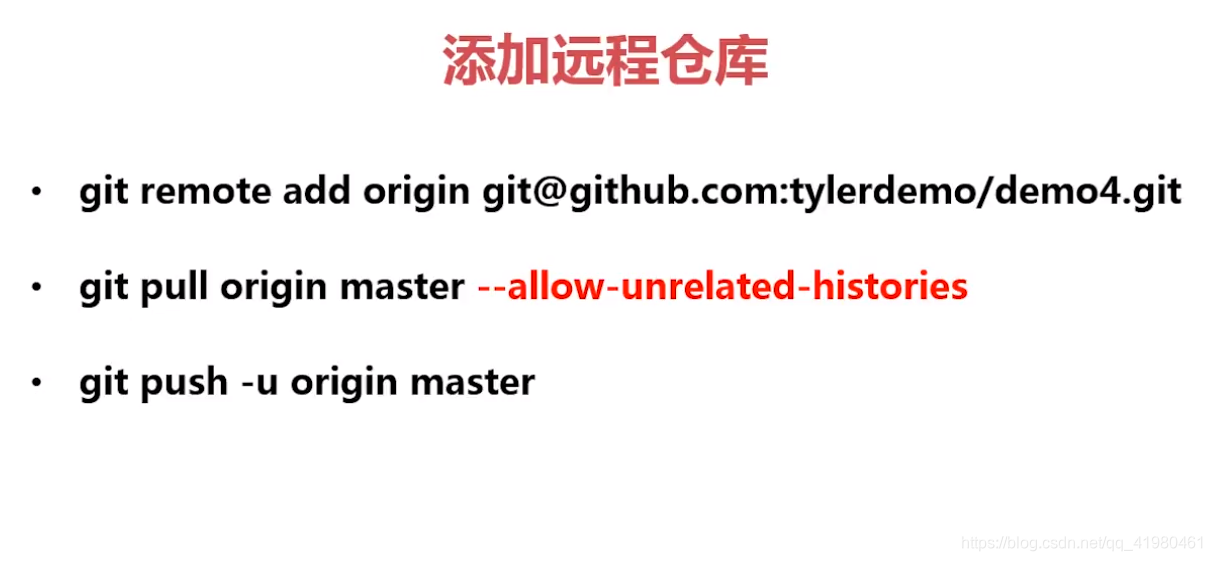 添加远程仓库
• git remote add origin git@github.com:tylerdemo/demo4.git
• git pull origin master --allow-unrelated-histories
• git push -u origin master
https://blog.csdn.net/qq_41980461